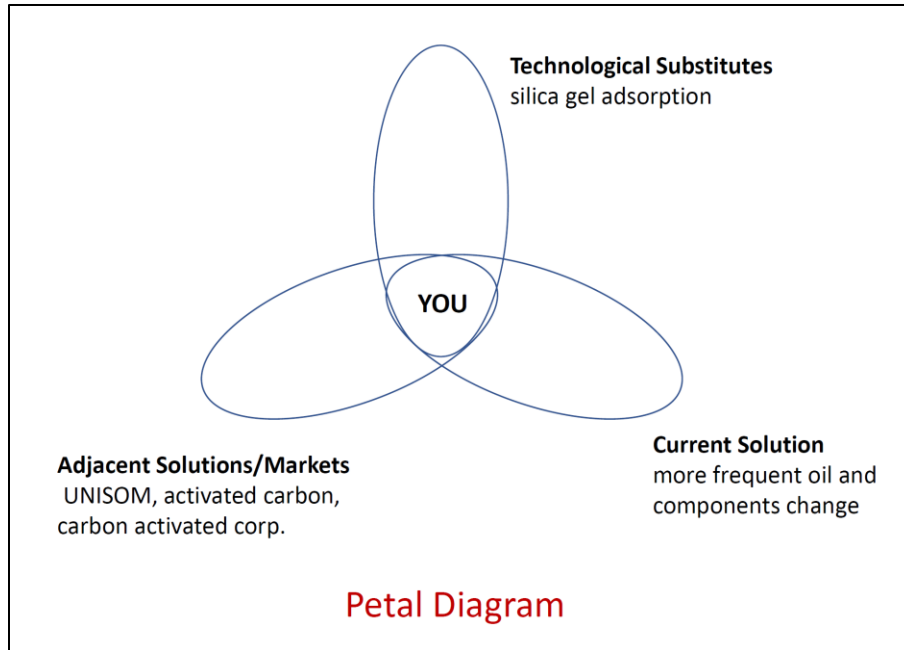 Technological Substitutes
silica gel adsorption
YOU
Adjacent Solutions/Markets
UNISOM, activated carbon,
carbon activated corp.
Current Solution
more frequent oil and
components change
Petal Diagram